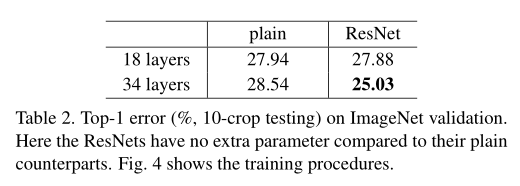 plain ResNet
18 layers 27.94 27.88
34 layers 28.54 25.03
Table 2. Top-1 error (%, 10-crop testing) on ImageNet validation.
Here the ResNets have no extra parameter compared to their plain
counterparts. Fig. 4 shows the training procedures.